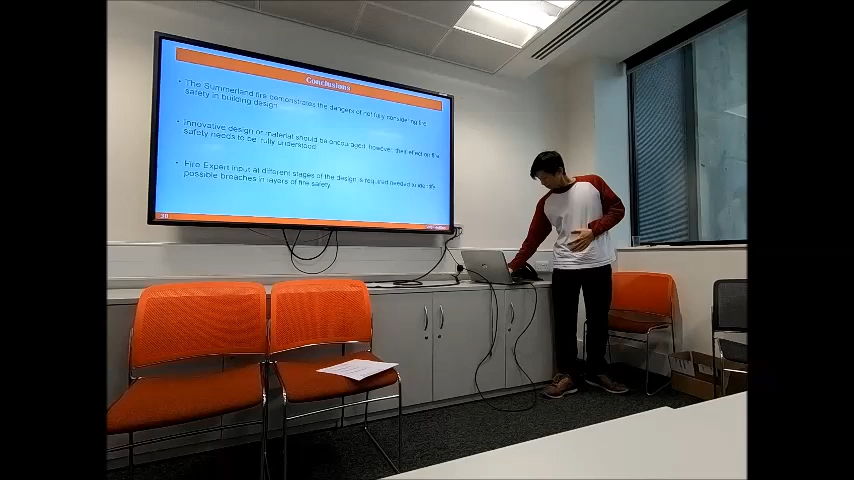 Conclusions
• The Summerland fire demonstrates the dangers of not fully considering fire
safety in building design
• Innovative design or material should be encouraged, however their effect on fire
safety needs to be fully understood
• Fire Expert input at different stages of the design is required needed to identify
possible breaches in layers of fire safety.